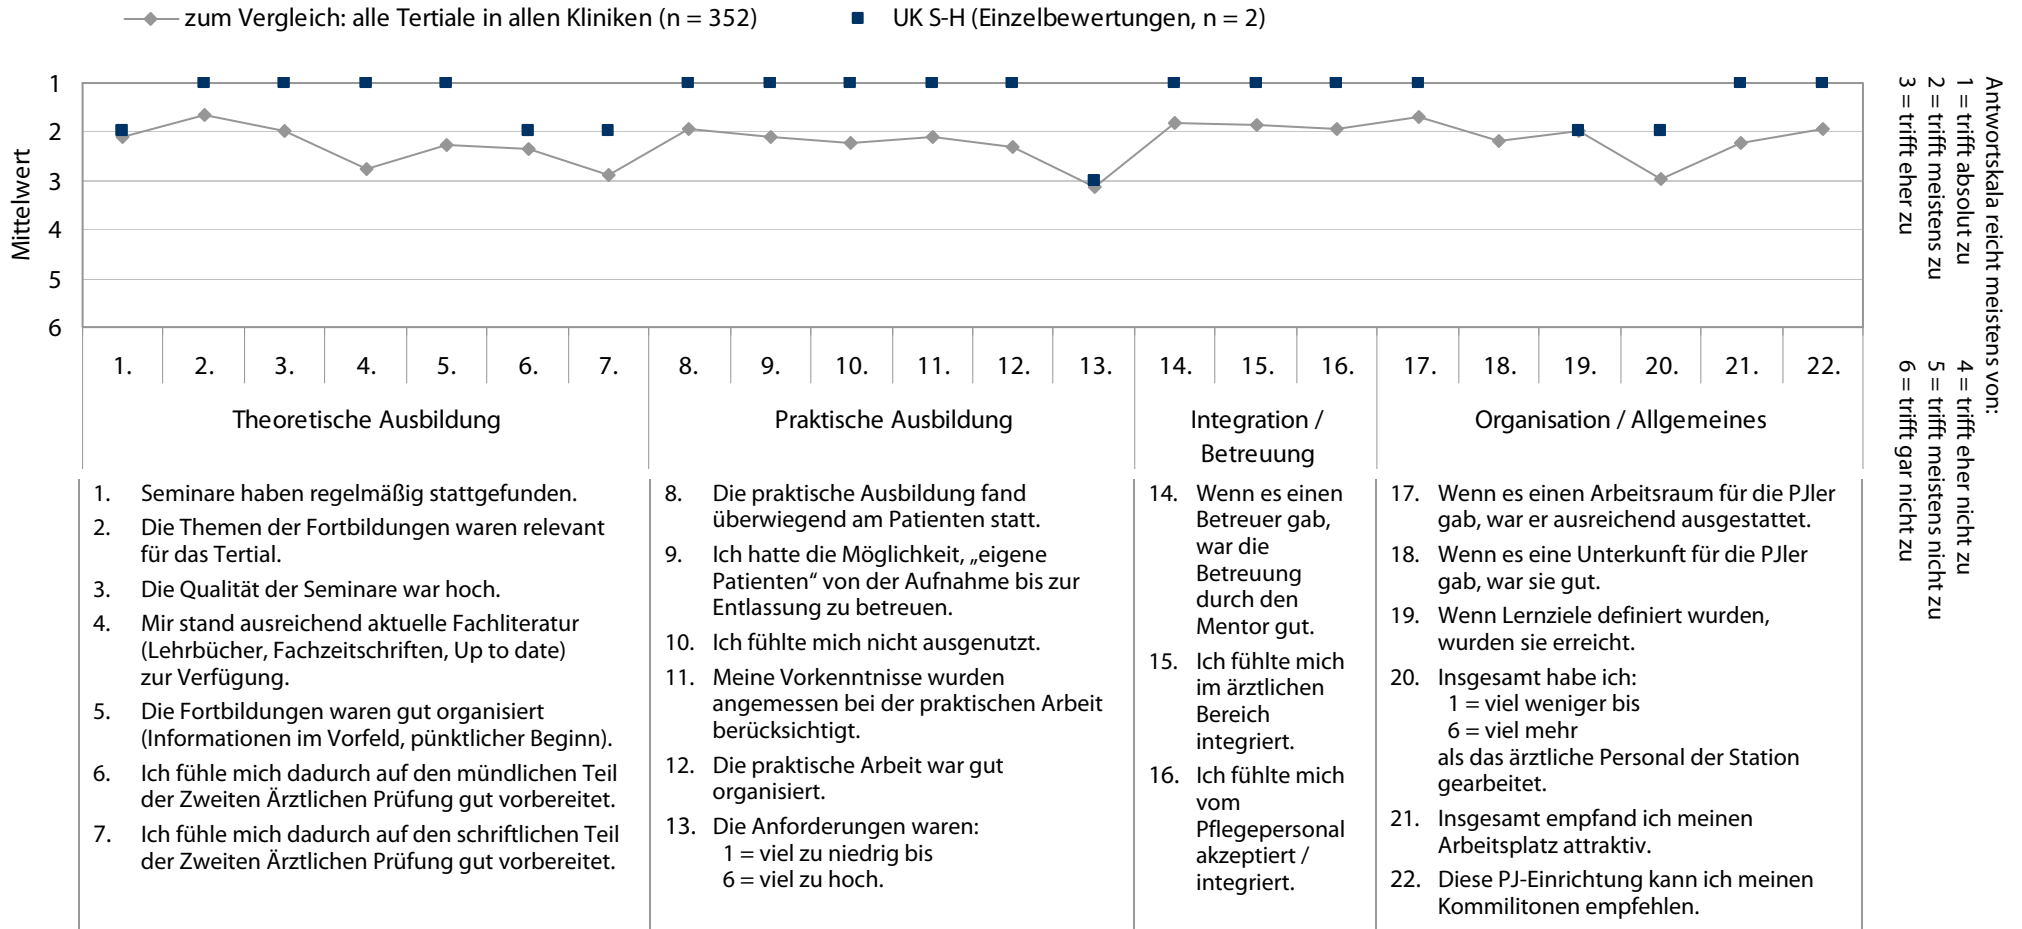 zum Vergleich: alle Tertiale in allen Kliniken (n = 352)
UK S-H (Einzelbewertungen, n = 2)
Mittelwert
1
2
3
4
5
6
1.
2.
3.
4.
5.
6.
7.
8.
9.
10.
11.
12.
13.
14.
15.
16.
17.
18.
19.
20.
21.
22.
Theoretische Ausbildung
Praktische Ausbildung
Integration /
Betreuung
Organisation / Allgemeines
1. Seminare haben regelmäßig stattgefunden.
2. Die Themen der Fortbildungen waren relevant
für das Tertial.
3. Die Qualität der Seminare war hoch.
4. Mir stand ausreichend aktuelle Fachliteratur
(Lehrbücher, Fachzeitschriften, Up to date)
zur Verfügung.
5. Die Fortbildungen waren gut organisiert
(Informationen im Vorfeld, pünktlicher Beginn).
6. Ich fühle mich dadurch auf den mündlichen Teil
der Zweiten Ärztlichen Prüfung gut vorbereitet.
7. Ich fühle mich dadurch auf den schriftlichen Teil
der Zweiten Ärztlichen Prüfung gut vorbereitet.
8. Die praktische Ausbildung fand
überwiegend am Patienten statt.
9. Ich hatte die Möglichkeit, „eigene
Patienten“ von der Aufnahme bis zur
Entlassung zu betreuen.
10. Ich fühlte mich nicht ausgenutzt.
11. Meine Vorkenntnisse wurden
angemessen bei der praktischen Arbeit
berücksichtigt.
12. Die praktische Arbeit war gut
organisiert.
13. Die Anforderungen waren:
1 = viel zu niedrig bis
6 = viel zu hoch.
14. Wenn es einen
Betreuer gab,
war die
Betreuung
durch den
Mentor gut.
15. Ich fühlte mich
im ärztlichen
Bereich
integriert.
16. Ich fühlte mich
vom
Pflegepersonal
akzeptiert /
integriert.
17. Wenn es einen Arbeitsraum für die PJler
gab, war er ausreichend ausgestattet.
18. Wenn es eine Unterkunft für die PJler
gab, war sie gut.
19. Wenn Lernziele definiert wurden,
wurden sie erreicht.
20. Insgesamt habe ich:
1 = viel weniger bis
6 = viel mehr
als das ärztliche Personal der Station
gearbeitet.
21. Insgesamt empfand ich meinen
Arbeitsplatz attraktiv.
22. Diese PJ-Einrichtung kann ich meinen
Kommilitonen empfehlen.
Antwortskala reicht meistens von:
1 = trifft absolut zu
2 = trifft meistens zu
3 = trifft eher zu
4 = trifft eher nicht zu
5 = trifft meistens nicht zu
6 = trifft gar nicht zu